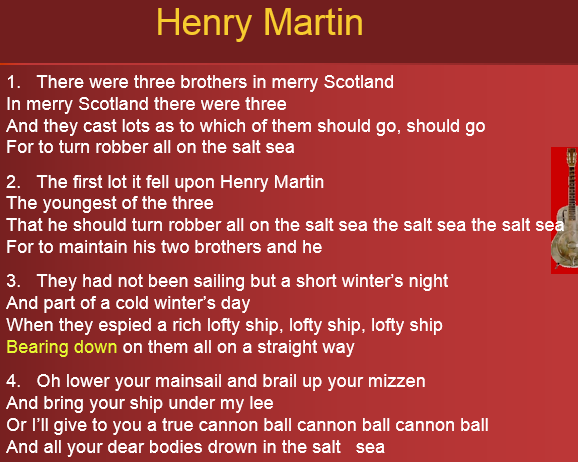 Henry Martin
1. There were three brothers in merry Scotland
In merry Scotland there were three
And they cast lots as to which of them should go, should go
For to turn robber all on the salt sea
2. The first lot it fell upon Henry Martin
The youngest of the three
That he should turn robber all on the salt sea the salt sea the salt sea
For to maintain his two brothers and he
3. They had not been sailing but a short winter's night
And part of a cold winter's day
When they espied a rich lofty ship, lofty ship, lofty ship
Bearing down on them all on a straight way
4. Oh lower your mainsail and brail up your mizzen
And bring your ship under my lee
Or I'll give to you a true cannon ball cannon ball cannon ball
And all your dear bodies drown in the salt sea